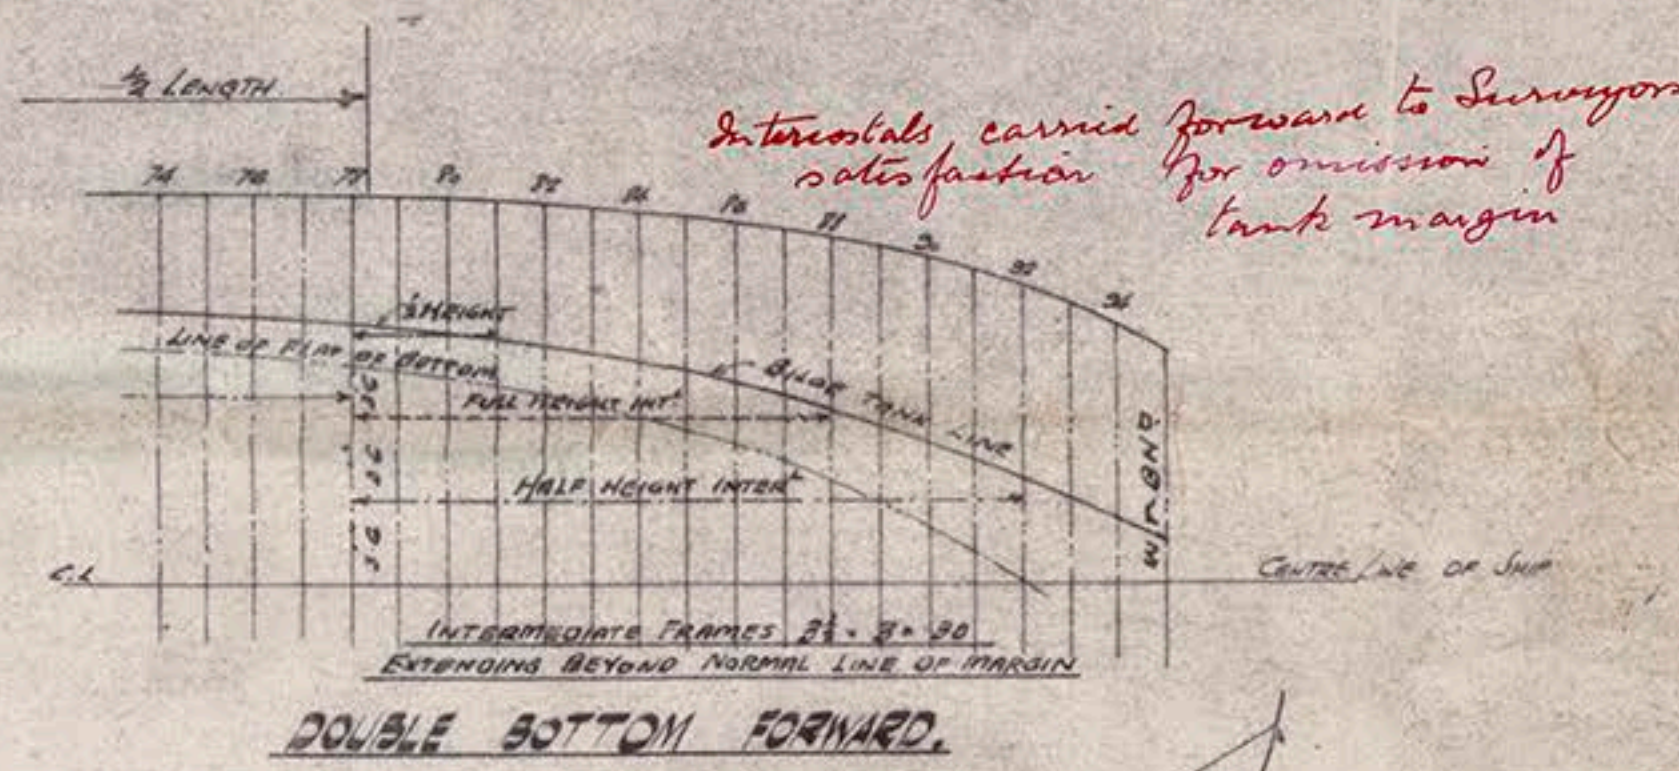 ½ LENGTH.
Intercostals, carried forward to Surveyors
satisfaction for omission of
tank margin
74 76 78 80 82 84 86 88 90 92 94
½ HEIGHT
LINE OF FLAT OF BOTTOM
BILGE TANK LINE
FULL HEIGHT INTL
HALF HEIGHT INTERL
C.L
CENTRE LINE OF SHIP
INTERMEDIATE FRAMES
EXTENDING BEYOND NORMAL LINE OF MARGIN
DOUBLE BOTTOM FORWARD.